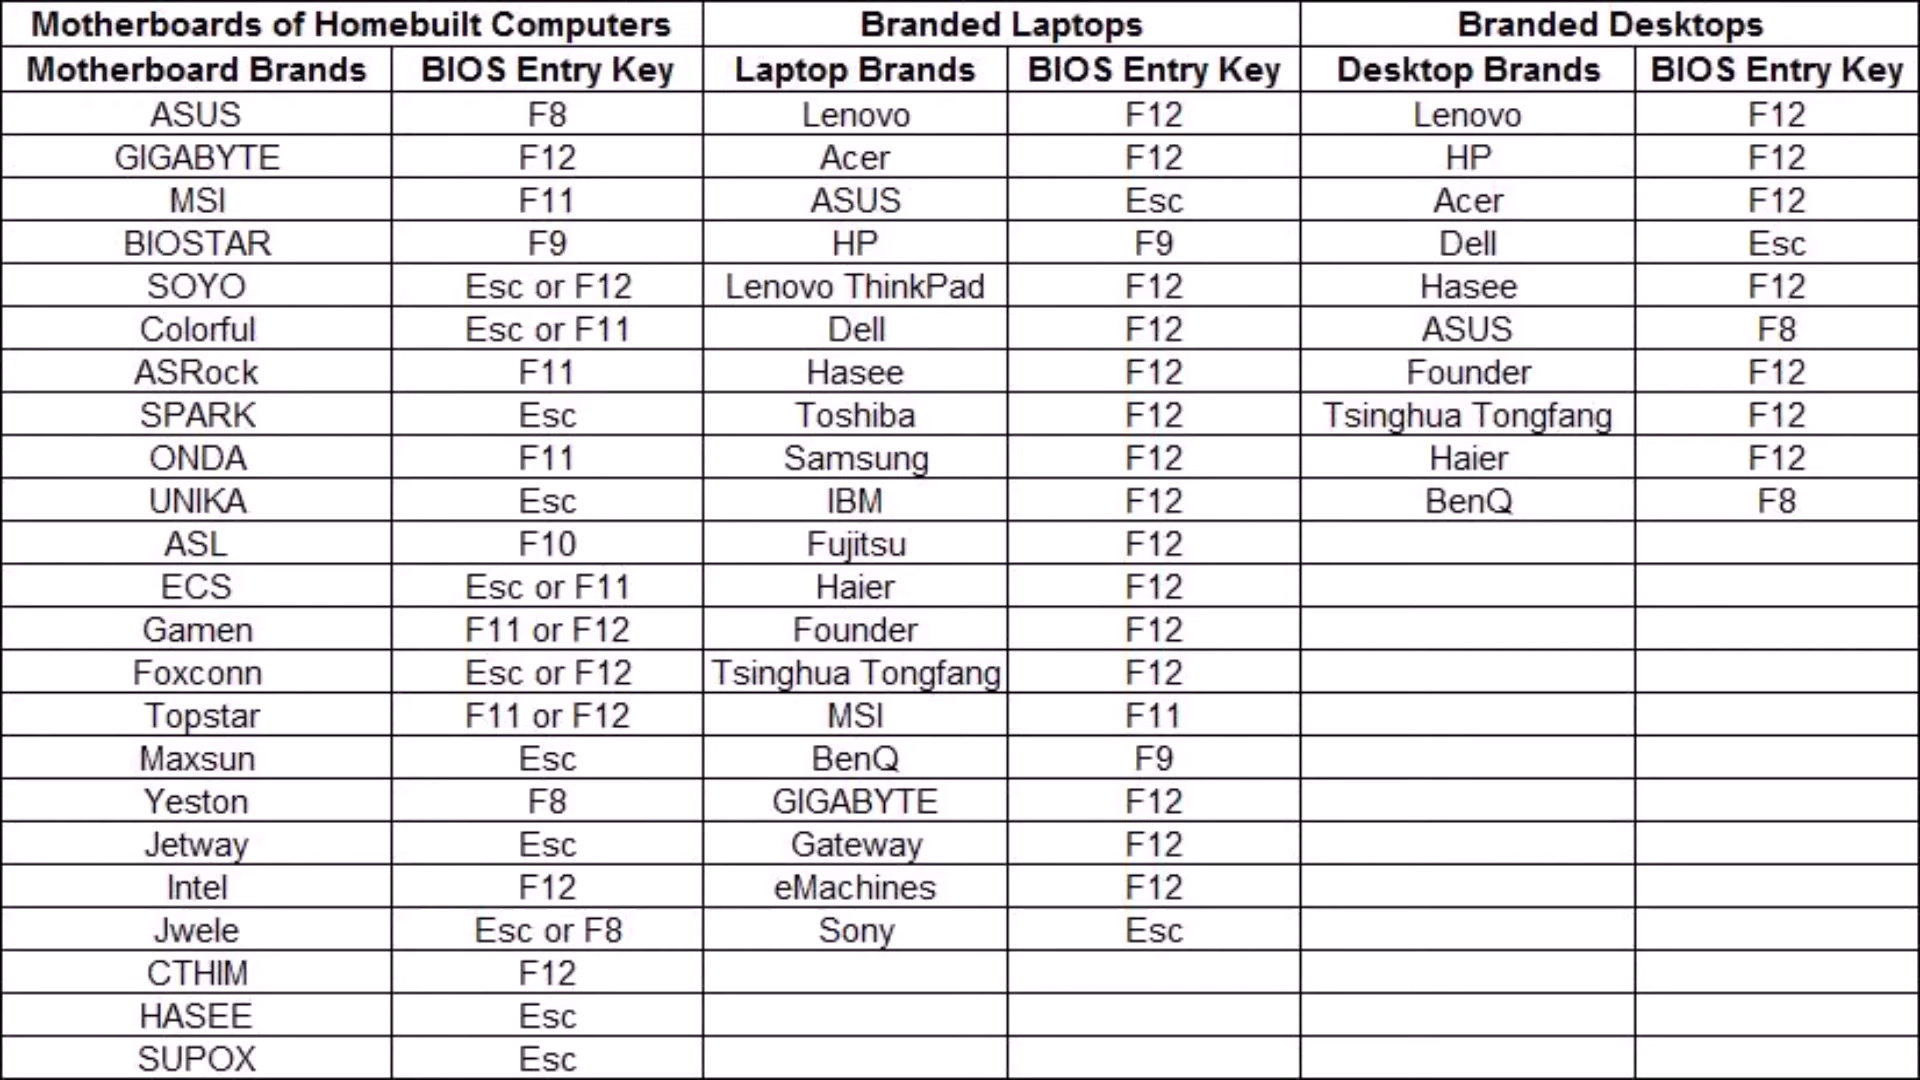 Motherboards of Homebuilt Computers Branded Laptops Branded Desktops
Motherboard Brands BIOS Entry Key Laptop Brands BIOS Entry Key Desktop Brands BIOS Entry Key
ASUS F8 Lenovo F12 Lenovo F12
GIGABYTE F12 Acer F12 HP F12
MSI F11 ASUS Esc Acer F12
BIOSTAR F9 HP F9 Dell Esc
SOYO Esc or F12 Lenovo ThinkPad F12 Hasee F12
Colorful Esc or F11 Dell F12 ASUS F8
ASRock F11 Hasee F12 Founder F12
SPARK Esc Toshiba F12 Tsinghua Tongfang F12
ONDA F11 Samsung F12 Haier F12
UNIKA Esc IBM F12 BenQ F8
ASL F10 Fujitsu F12
ECS Esc or F11 Haier F12
Gamen F11 or F12 Founder F12
Foxconn Esc or F12 Tsinghua Tongfang F12
Topstar F11 or F12 MSI F11
Maxsun Esc BenQ F9
Yeston F8 GIGABYTE F12
Jetway Esc Gateway F12
Intel F12 eMachines F12
Jwele Esc or F8 Sony Esc
CTHIM F12
HASEE Esc
SUPOX Esc